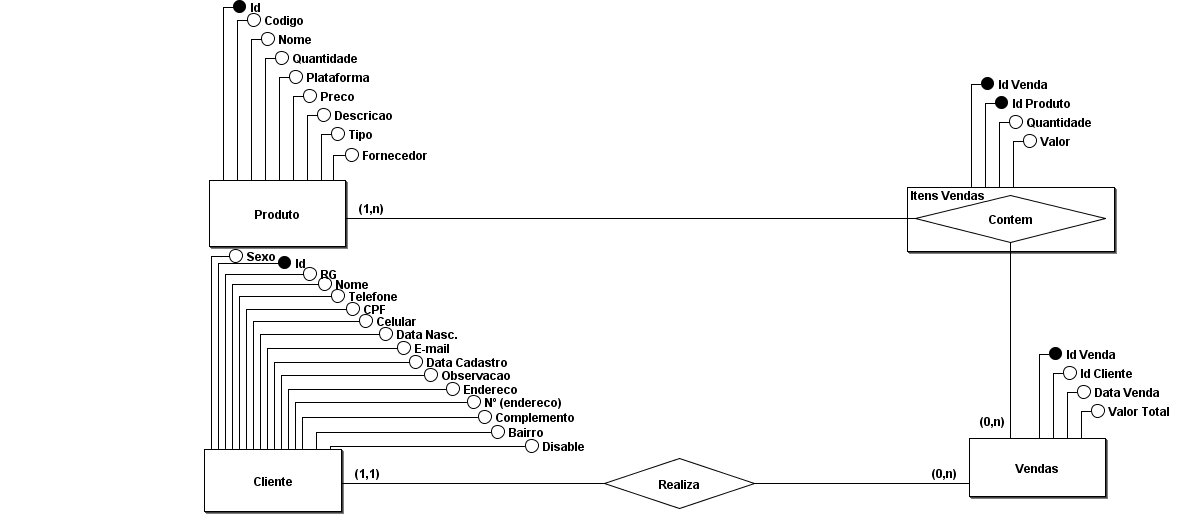 Id
Codigo
Nome
Quantidade
Plataforma
Preco
Descricao
Tipo
Fornecedor
Produto
(1,n)
Id Venda
Id Produto
Quantidade
Valor
Itens Vendas
Contem
Sexo
Id
RG
Nome
Telefone
CPF
Celular
Data Nasc.
E-mail
Data Cadastro
Observacao
Endereco
Nº (endereco)
Complemento
Bairro
Disable
Cliente
(1,1)
Realiza
(0,n)
(0,n)
Id Venda
Id Cliente
Data Venda
Valor Total
Vendas